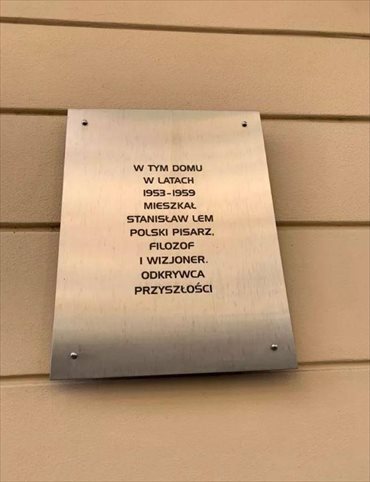 W TYM DOMU
W LATACH
1953-1959
MIESZKAŁ
STANISŁAW LEM
POLSKI PISARZ,
FILOZOF
I WIZJONER.
ODKRYWCA
PRZYSZŁOŚCI